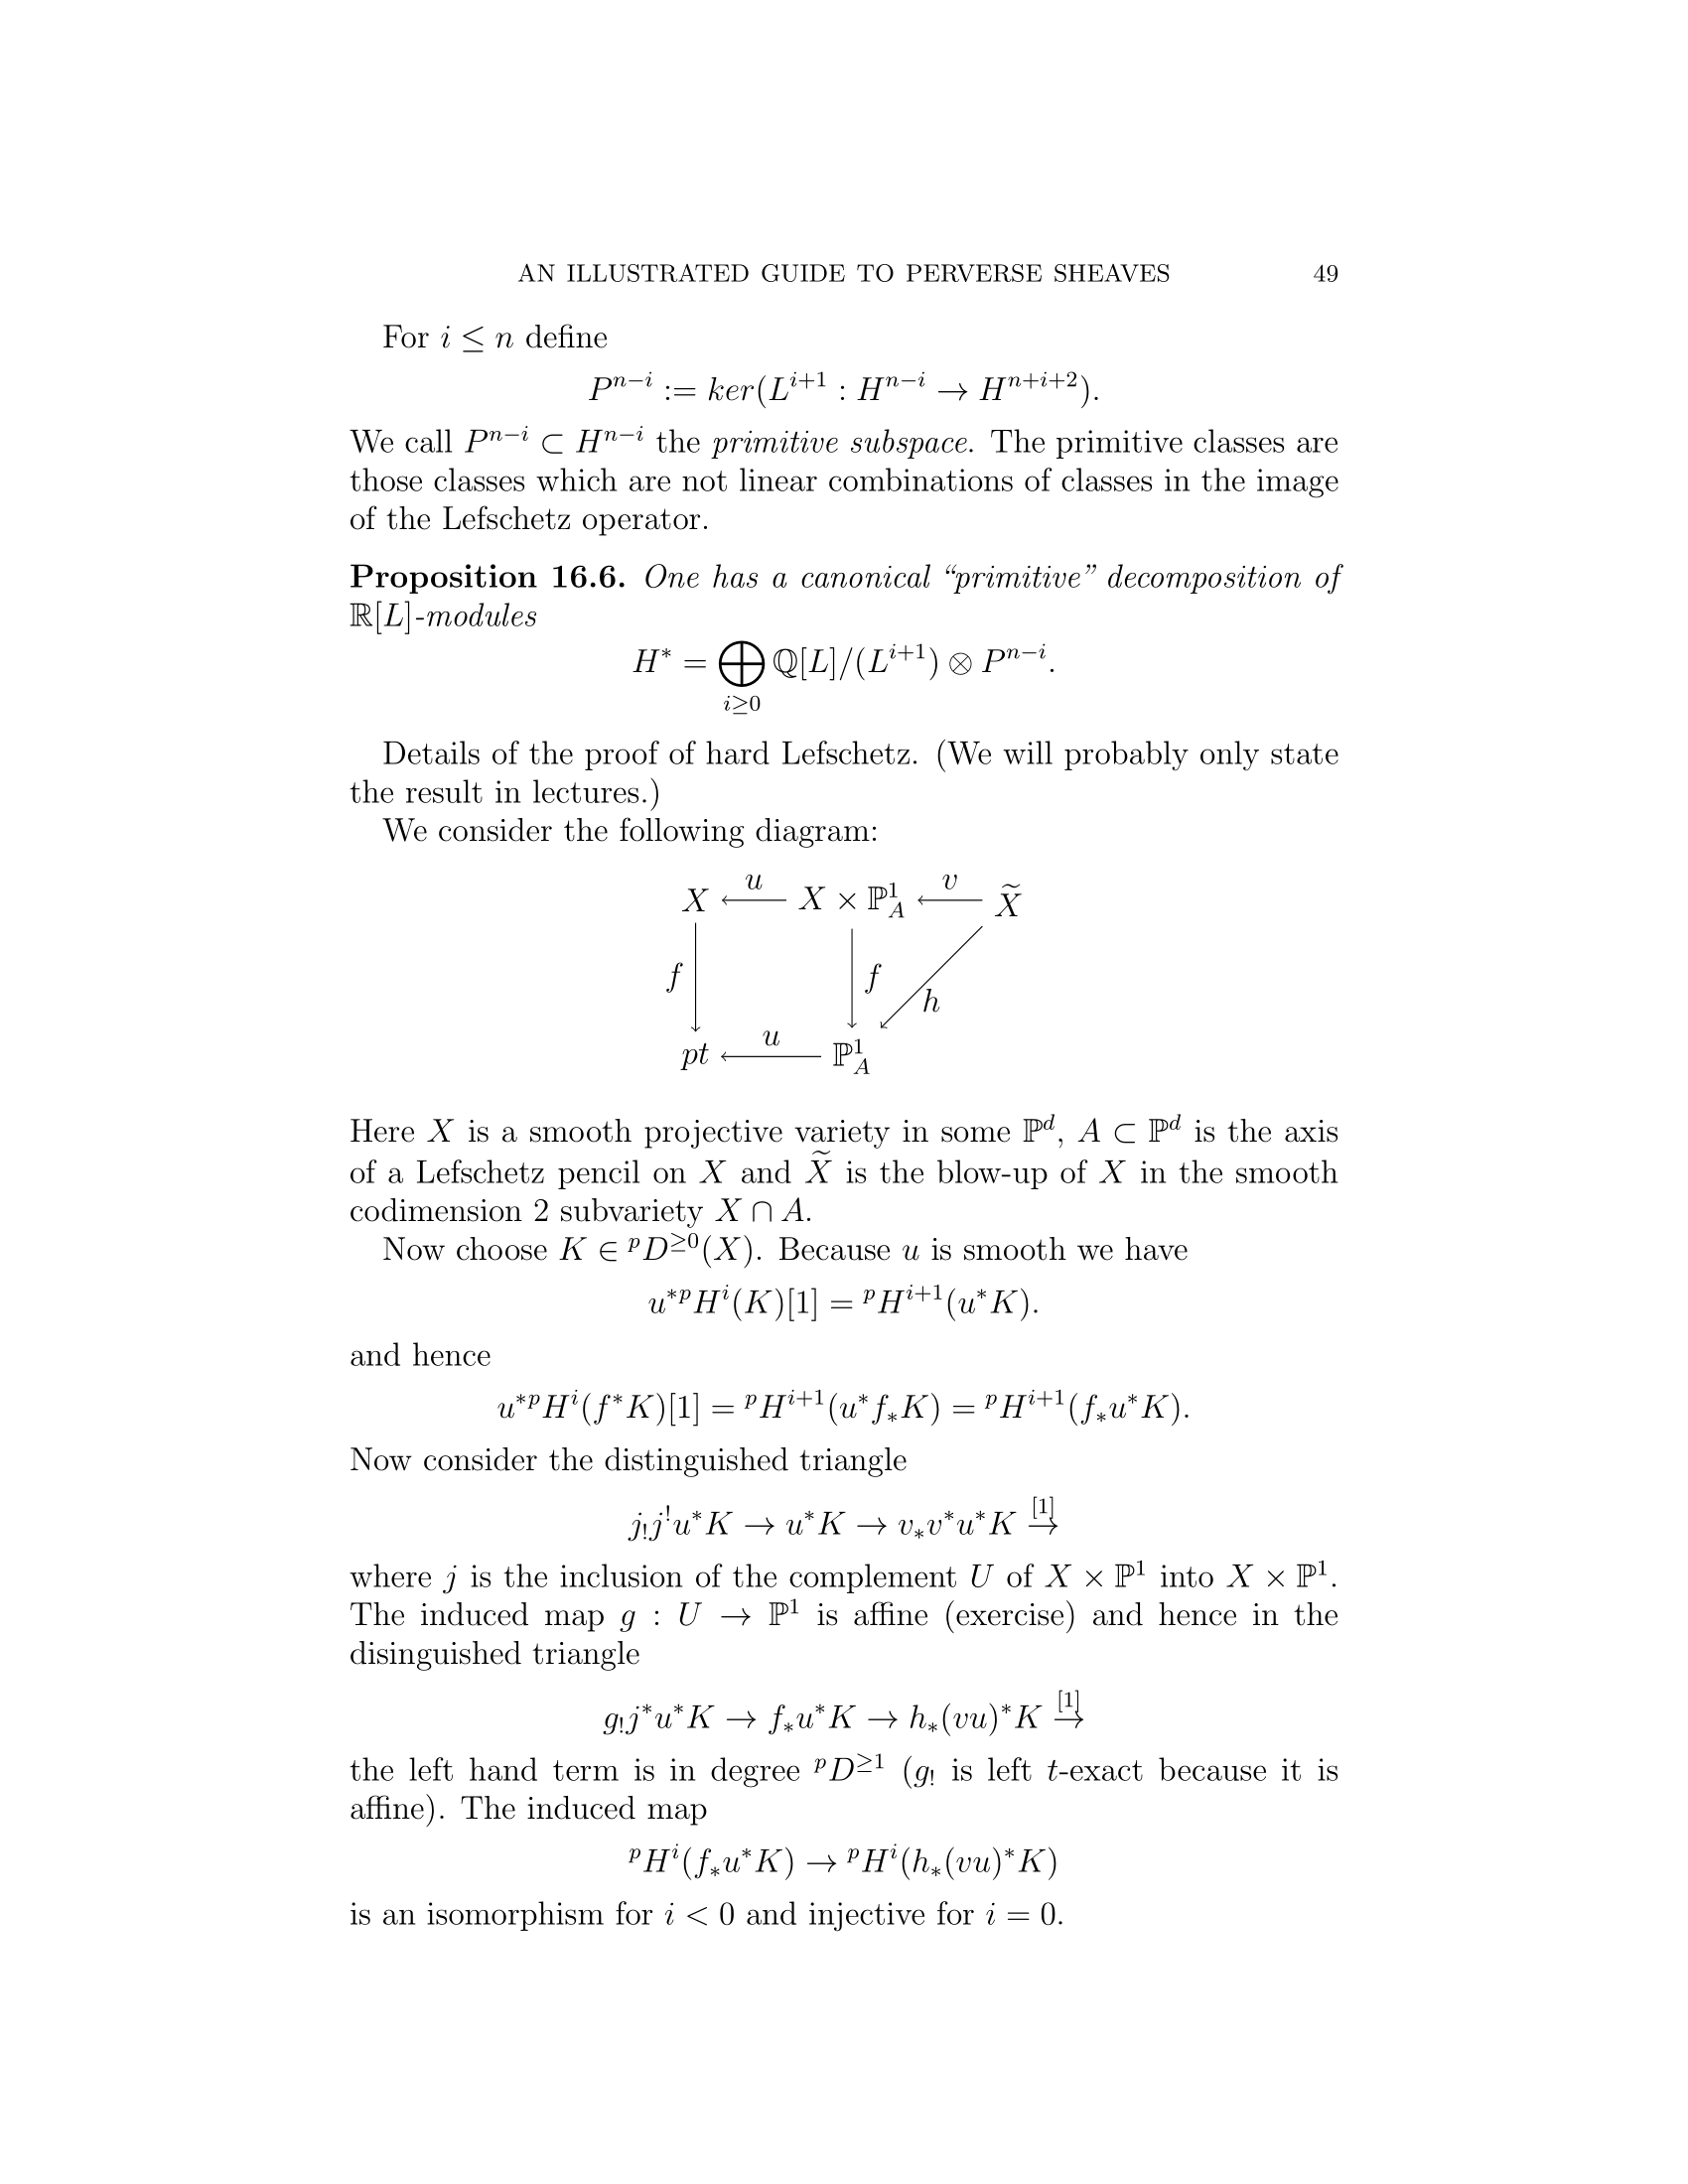 AN ILLUSTRATED GUIDE TO PERVERSE SHEAVES 49
For $i \leq n$ define
$P^{n-i} := ker(L^{i+1} : H^{n-i} \to H^{n+i+2}).$
We call $P^{n-i} \subset H^{n-i}$ the primitive subspace. The primitive classes are
those classes which are not linear combinations of classes in the image
of the Lefschetz operator.
Proposition 16.6. One has a canonical “primitive” decomposition of
$\mathbb{R}[L]$-modules
$H^* = \bigoplus_{i \geq 0} \mathbb{Q}[L]/(L^{i+1}) \otimes P^{n-i}.$
Details of the proof of hard Lefschetz. (We will probably only state
the result in lectures.)
We consider the following diagram:
$X \xleftarrow{u} X \times \mathbb{P}^1_A \xleftarrow{v} \widetilde{X}$
$f$ $f$ $h$
$pt \xleftarrow{u} \mathbb{P}^1_A$
Here $X$ is a smooth projective variety in some $\mathbb{P}^d$, $A \subset \mathbb{P}^d$ is the axis
of a Lefschetz pencil on $X$ and $\widetilde{X}$ is the blow-up of $X$ in the smooth
codimension 2 subvariety $X \cap A$.
Now choose $K \in {}^pD^{\geq 0}(X)$. Because $u$ is smooth we have
$u^{*p}H^i(K)[1] = {}^pH^{i+1}(u^*K).$
and hence
$u^{*p}H^i(f^*K)[1] = {}^pH^{i+1}(u^*f_*K) = {}^pH^{i+1}(f_*u^*K).$
Now consider the distinguished triangle
$j_!j^!u^*K \to u^*K \to v_*v^*u^*K \xrightarrow{[1]}$
where $j$ is the inclusion of the complement $U$ of $X \times \mathbb{P}^1$ into $X \times \mathbb{P}^1$.
The induced map $g : U \to \mathbb{P}^1$ is affine (exercise) and hence in the
disinguished triangle
$g_!j^*u^*K \to f_*u^*K \to h_*(vu)^*K \xrightarrow{[1]}$
the left hand term is in degree ${}^pD^{\geq 1}$ ($g_!$ is left $t$-exact because it is
affine). The induced map
${}^pH^i(f_*u^*K) \to {}^pH^i(h_*(vu)^*K)$
is an isomorphism for $i < 0$ and injective for $i = 0$.